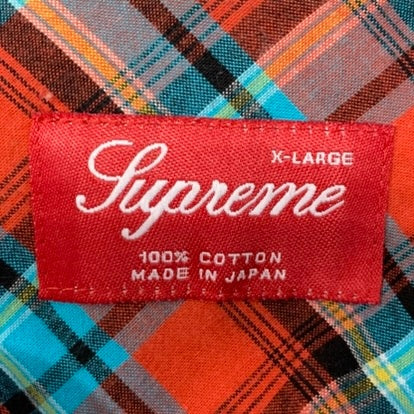 X-LARGE
Supreme
100% COTTON
MADE IN JAPAN